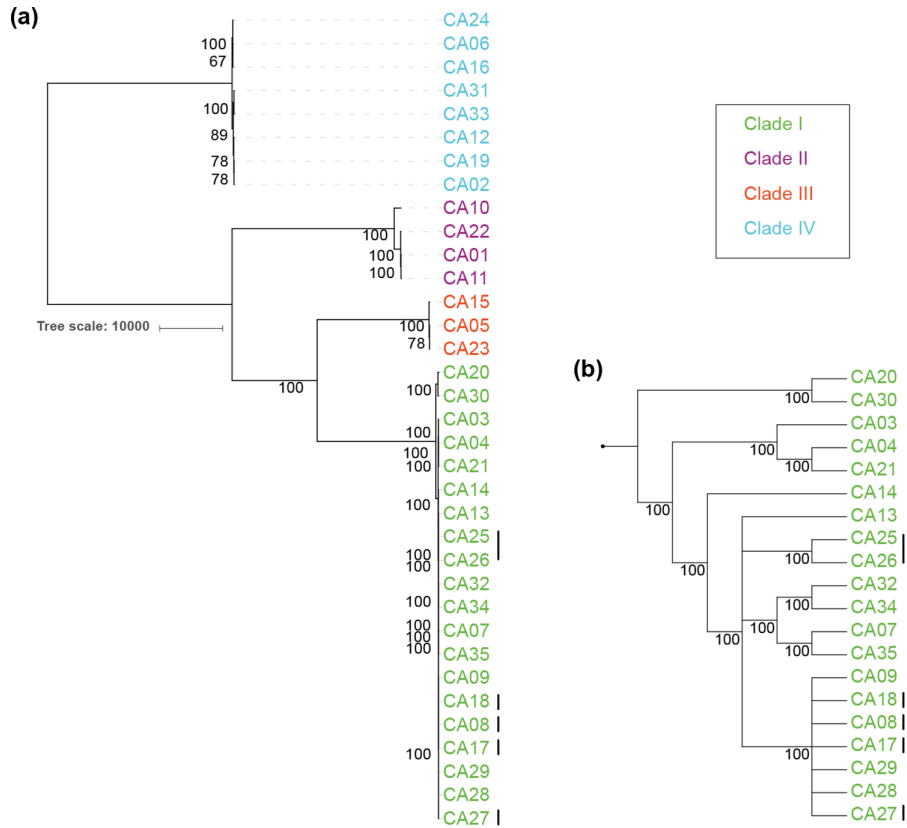 (a)
CA24
CA06
CA16
CA31
CA33
CA12
CA19
CA02
CA10
CA22
CA01
CA11
CA15
CA05
CA23
CA20
CA30
CA03
CA04
CA21
CA14
CA13
CA25
CA26
CA32
CA34
CA07
CA35
CA09
CA18
CA08
CA17
CA29
CA28
CA27
100
67
100
89
78
78
100
100
100
100
78
100
100
100
100
100
100
100
100
100
100
100
100
100
Tree scale: 10000
Clade I
Clade II
Clade III
Clade IV
(b)
CA20
CA30
CA03
CA04
CA21
CA14
CA13
CA25
CA26
CA32
CA34
CA07
CA35
CA09
CA18
CA08
CA17
CA29
CA28
CA27
100
100
100
100
100
100
100
100
100
100
100